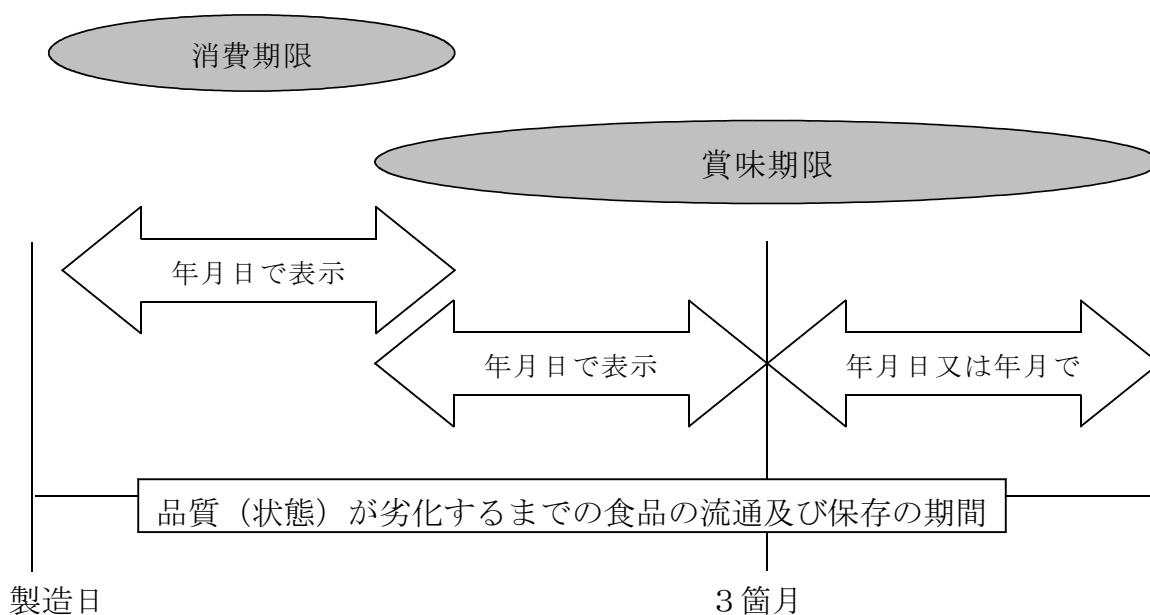 消費期限
賞味期限
年月日で表示
年月日で表示
年月日又は年月で
品質（状態）が劣化するまでの食品の流通及び保存の期間
製造日
３箇月